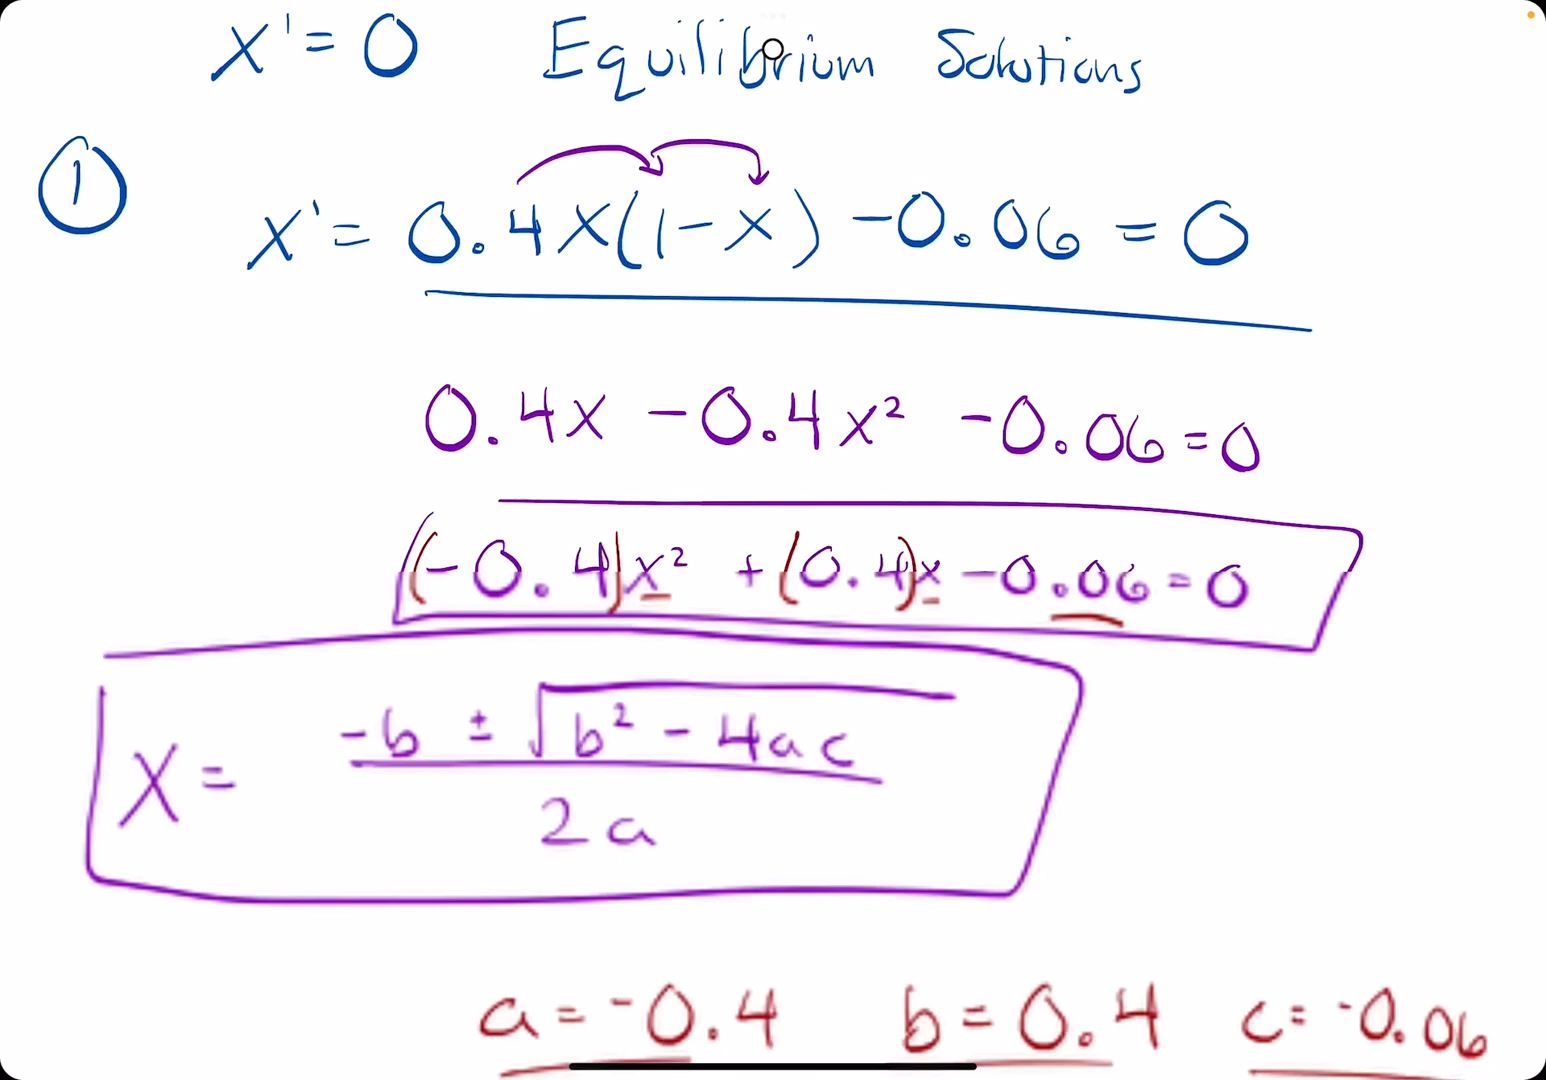 x' = 0 Equilibrium Solutions
① x' = 0.4x(1-x) -0.06 = 0
0.4x -0.4x² -0.06 = 0
(-0.4)x² + (0.4)x -0.06 = 0
x = -b ± √b² - 4ac / 2a
a = -0.4 b = 0.4 c = -0.06